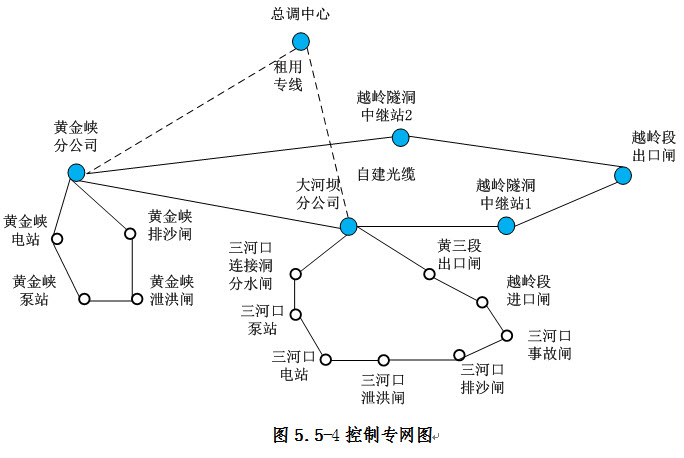 总调中心
租用
专线
越岭隧洞
中继站2
黄金峡
分公司
越岭段
出口闸
自建光缆
大河坝
分公司
越岭隧洞
中继站1
黄金峡
电站
黄金峡
排沙闸
三河口
连接洞
分水闸
黄三段
出口闸
黄金峡
泵站
黄金峡
泄洪闸
越岭段
进口闸
三河口
泵站
三河口
事故闸
三河口
电站
三河口
泄洪闸
三河口
排沙闸
图 5.5-4 控制专网图